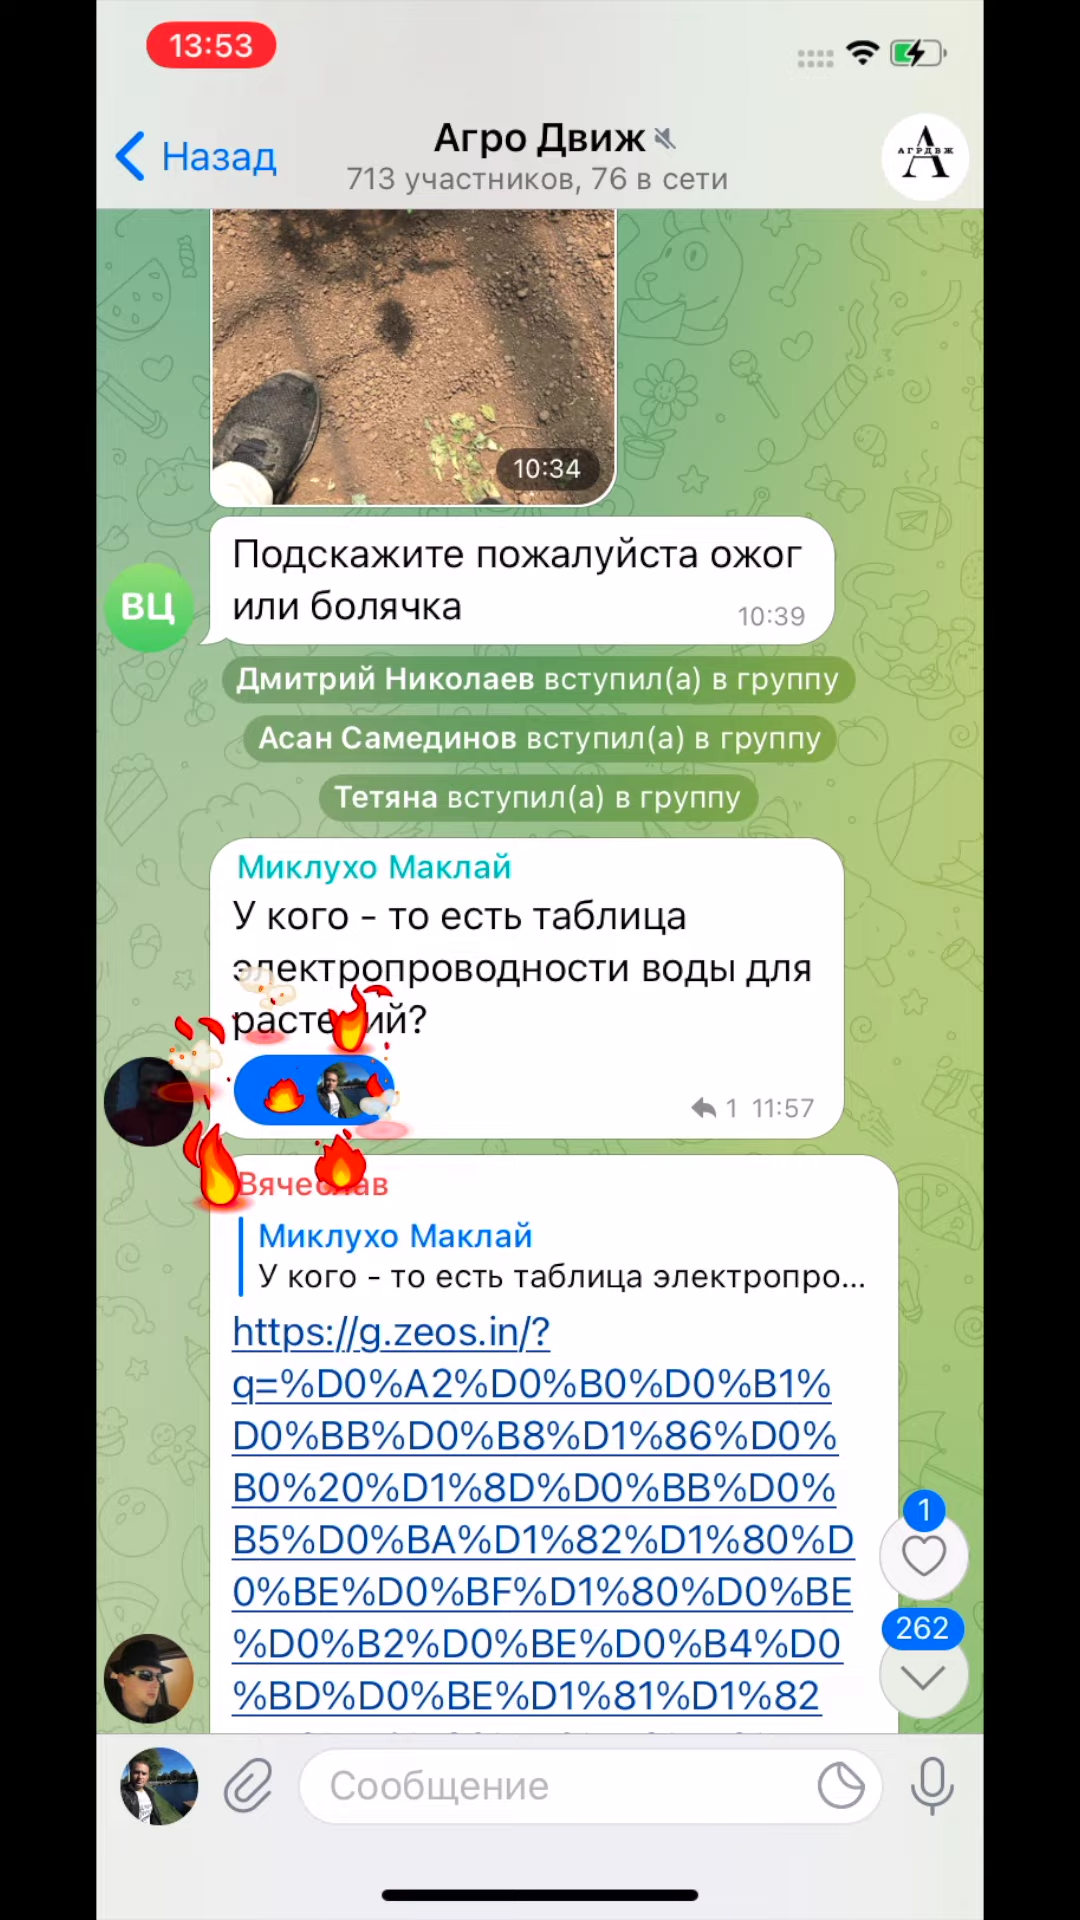 13:53
Назад
Агро Движ
713 участников, 76 в сети
АГРДВЖ
А
10:34
Подскажите пожалуйста ожог
или болячка
10:39
ВЦ
Дмитрий Николаев вступил(а) в группу
Асан Самединов вступил(а) в группу
Тетяна вступил(а) в группу
Миклухо Маклай
У кого - то есть таблица
электропроводности воды для
растений?
1 11:57
Вячеслав
Миклухо Маклай
У кого - то есть таблица электропро...
https://g.zeos.in/?
q=%D0%A2%D0%B0%D0%B1%
D0%BB%D0%B8%D1%86%D0%
B0%20%D1%8D%D0%BB%D0%
B5%D0%BA%D1%82%D1%80%D
0%BE%D0%BF%D1%80%D0%BE
%D0%B2%D0%BE%D0%B4%D0
%BD%D0%BE%D1%81%D1%82
1
262
Сообщение